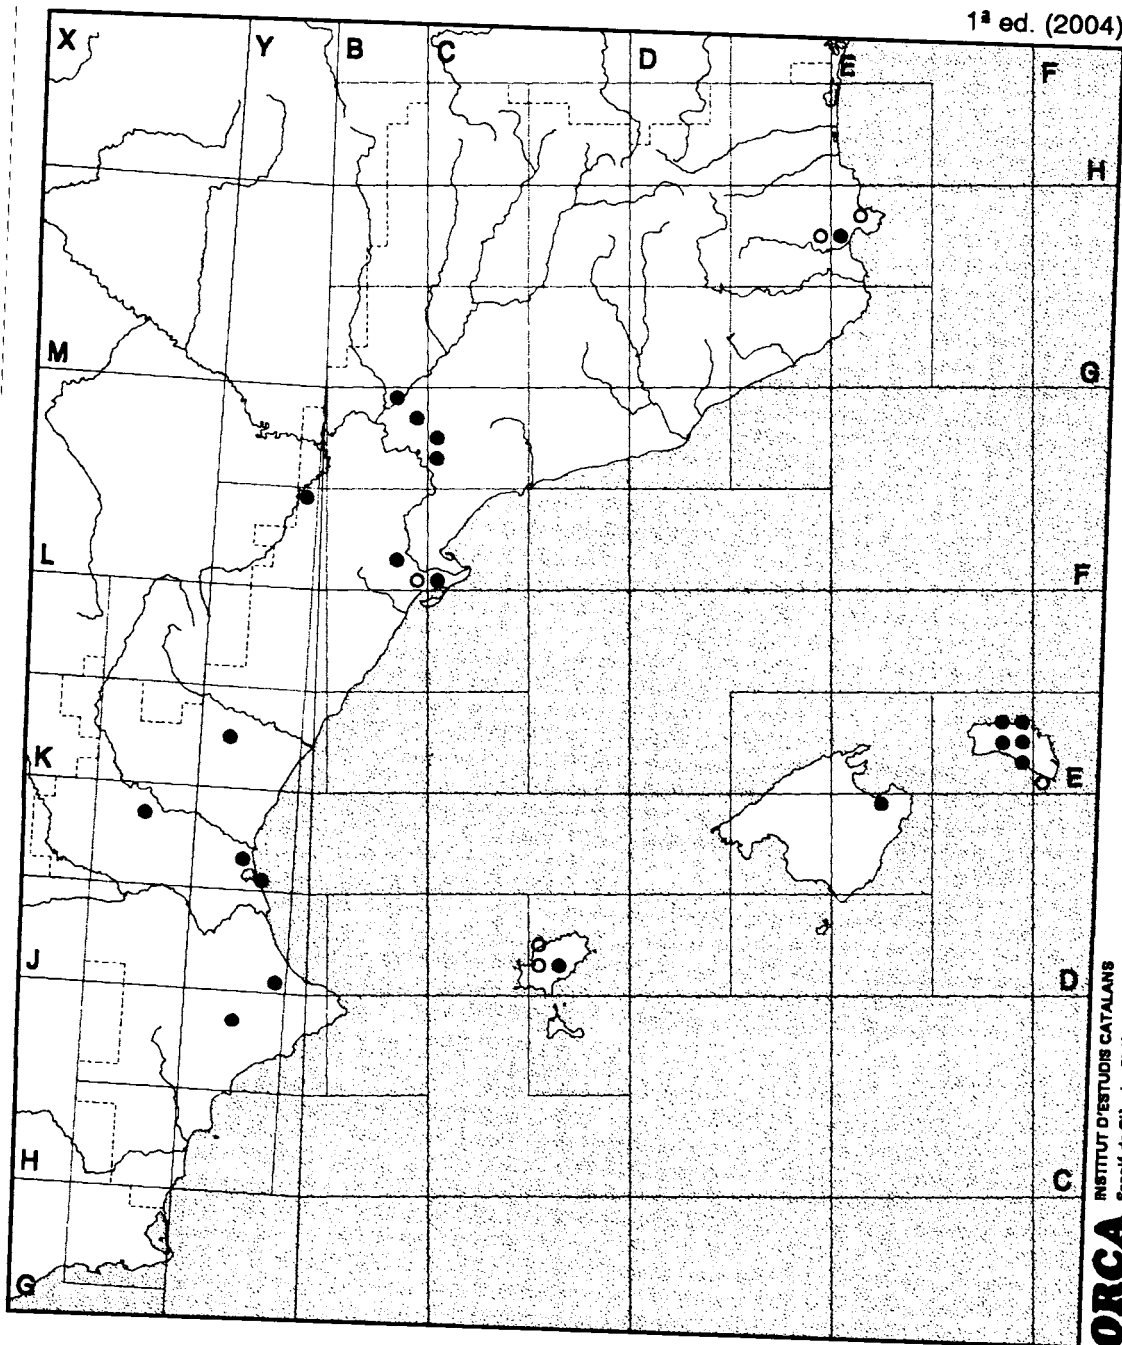 1ª ed. (2004)
X Y B C D E F
H
M G
L F
K E
J D
H C
G
INSTITUT D'ESTUDIS CATALANS
ORCA